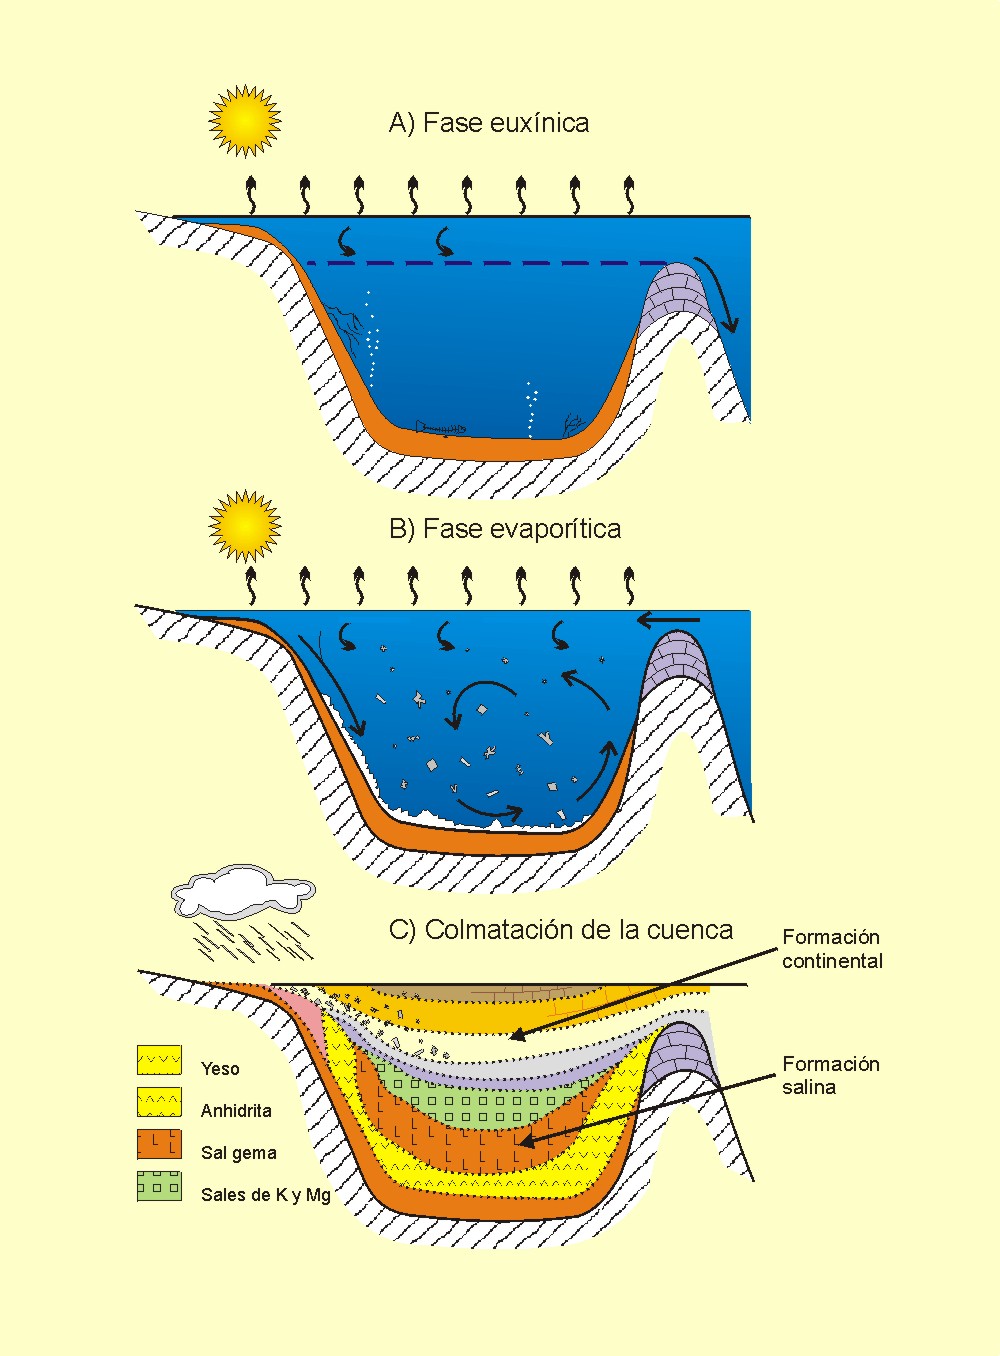 A) Fase euxínica
B) Fase evaporítica
C) Colmatación de la cuenca
Formación
continental
Formación
salina
Yeso
Anhidrita
Sal gema
Sales de K y Mg